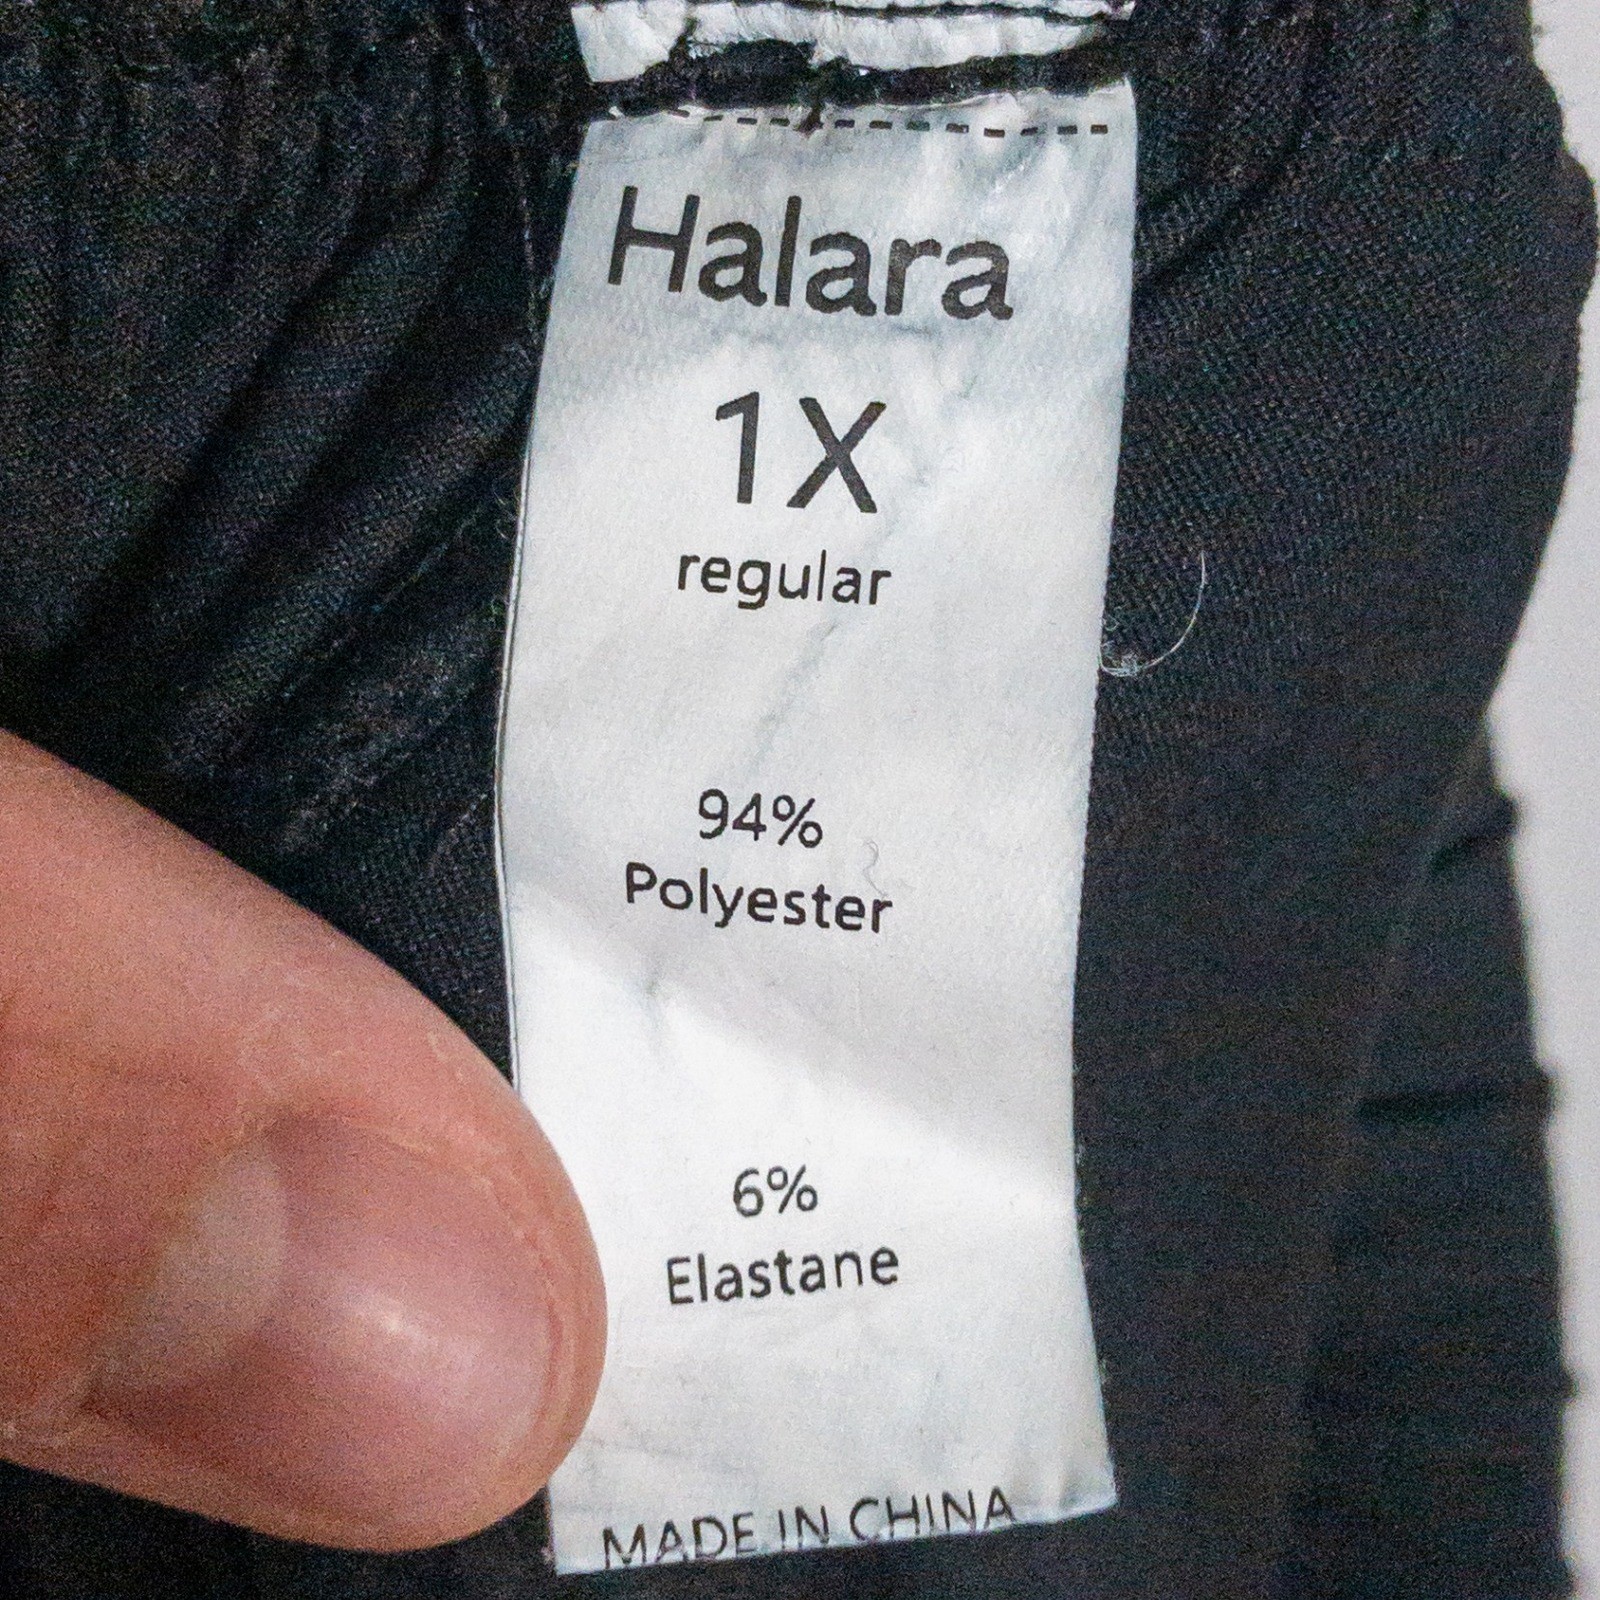 Halara
1X
regular
94%
Polyester
6%
Elastane
MADE IN CHINA